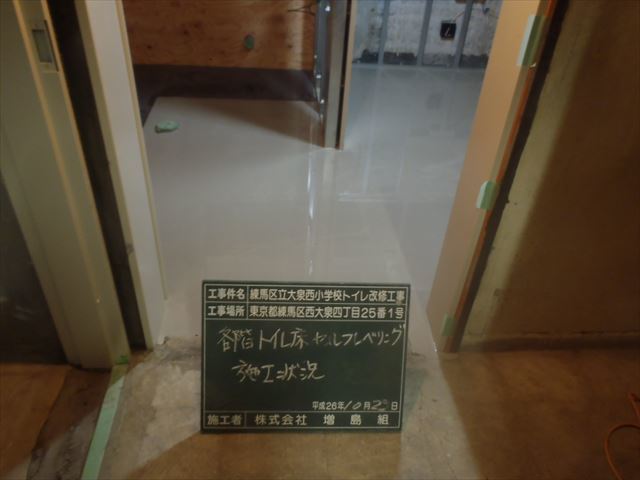 工事件名 練馬区立大泉西小学校トイレ改修工事
工事場所 東京都練馬区西大泉四丁目25番1号
各階トイレ床セルフレベリング
施工状況
平成26年10月20日
施工者 株式会社 増島組